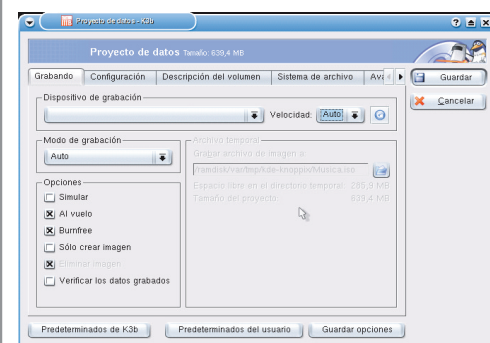 Proyecto de datos - K3b
Proyecto de datos Tamaño: 639,4 MB
Grabando Configuración Descripción del volumen Sistema de archivo
Guardar
Cancelar
Dispositivo de grabación
Velocidad: Auto
Modo de grabación
Auto
Opciones
Simular
Al vuelo
Burnfree
Sólo crear imagen
Eliminar imagen
Verificar los datos grabados
Archivo temporal
Grabar archivo de imagen a:
/ramdisk/var/tmp/kde-knoppix/Musica.iso
Espacio libre en el directorio temporal: 285,9 MB
Tamaño del proyecto: 639,4 MB
Predeterminados de K3b Predeterminados del usuario Guardar opciones